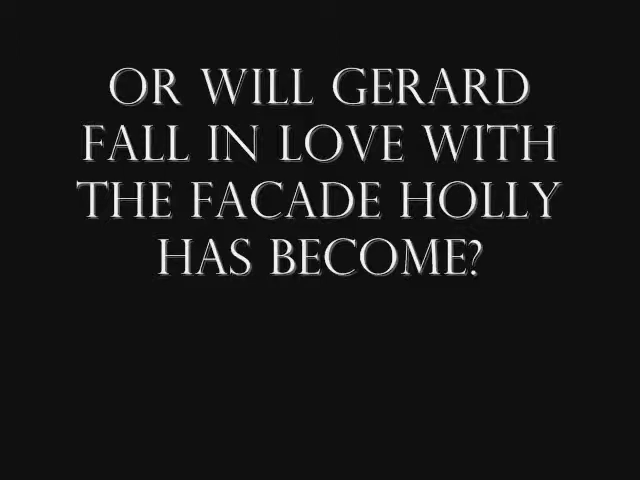 OR WILL GERARD
FALL IN LOVE WITH
THE FACADE HOLLY
HAS BECOME?